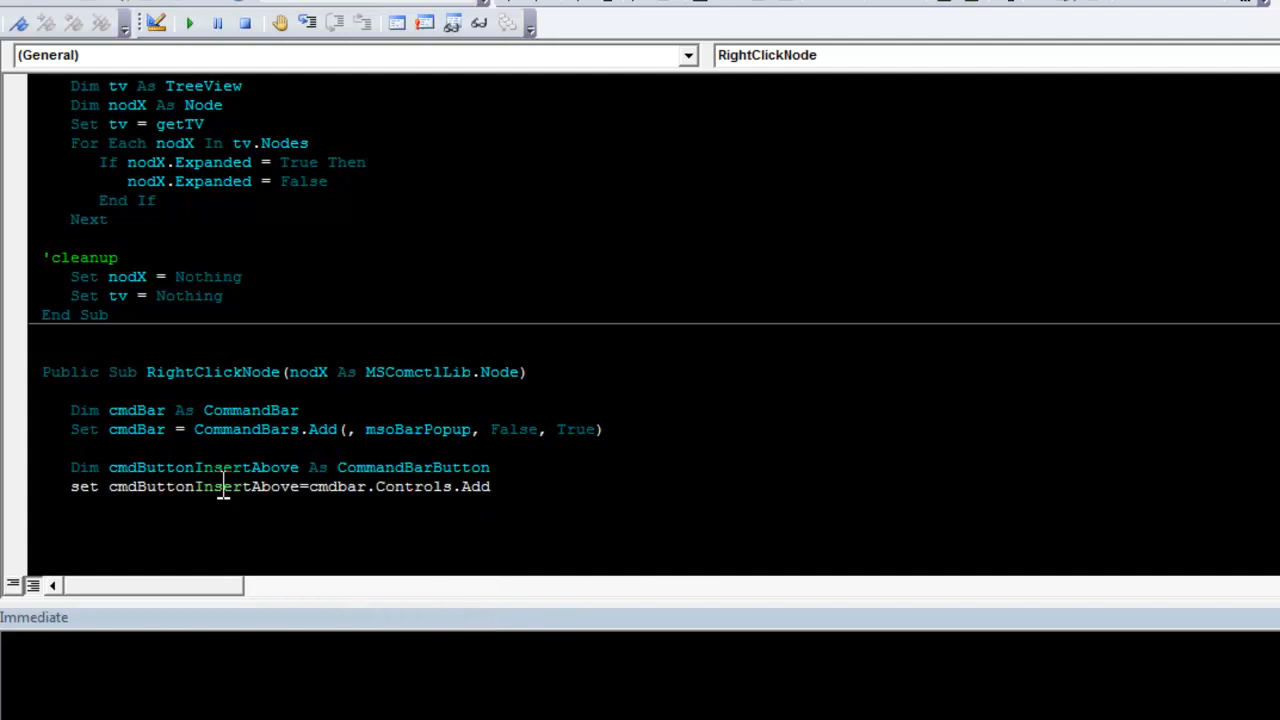 (General)
RightClickNode
Dim tv As TreeView
Dim nodX As Node
Set tv = getTV
For Each nodX In tv.Nodes
If nodX.Expanded = True Then
nodX.Expanded = False
End If
Next
'cleanup
Set nodX = Nothing
Set tv = Nothing
End Sub
Public Sub RightClickNode(nodX As MSComctlLib.Node)
Dim cmdBar As CommandBar
Set cmdBar = CommandBars.Add(, msoBarPopup, False, True)
Dim cmdButtonInsertAbove As CommandBarButton
set cmdButtonInsertAbove=cmdbar.Controls.Add
Immediate